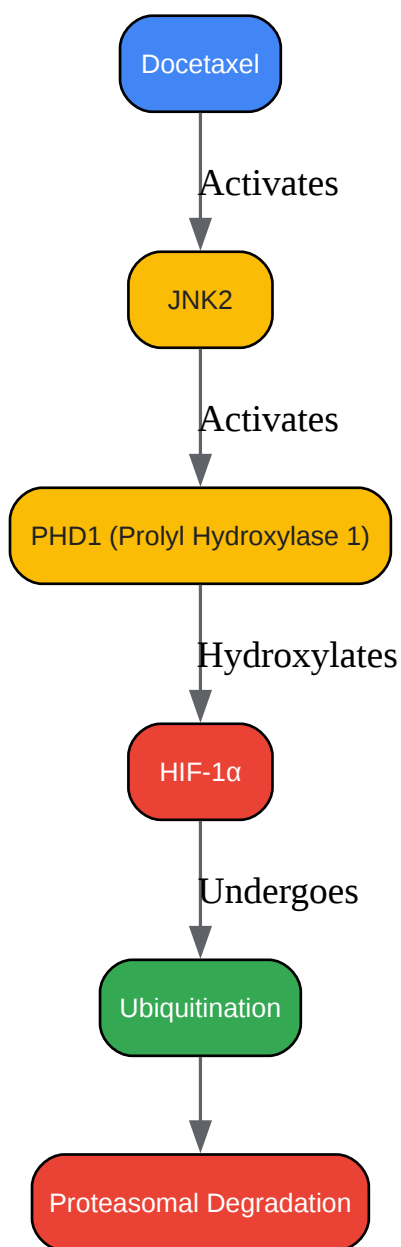 Docetaxel
Activates
JNK2
Activates
PHD1 (Prolyl Hydroxylase 1)
Hydroxylates
HIF-1α
Undergoes
Ubiquitination
Proteasomal Degradation